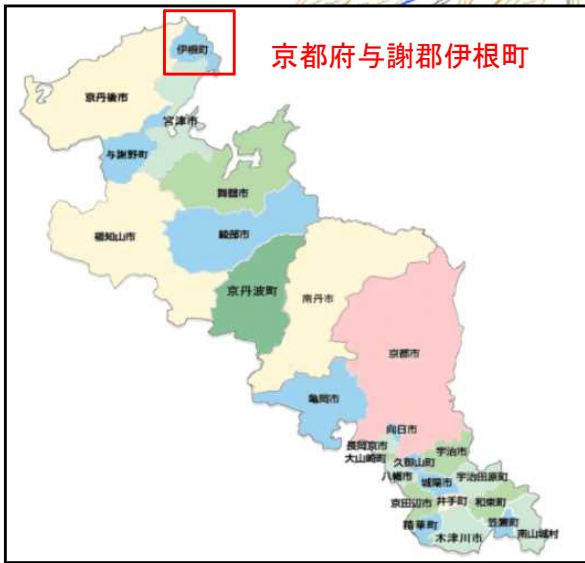 伊根町
京都府与謝郡伊根町
京丹後市
宮津市
与謝野町
舞鶴市
福知山市
綾部市
京丹波町
南丹市
京都市
亀岡市
向日市
長岡京市
大山崎町
宇治市
久御山町
八幡市
城陽市
宇治田原町
京田辺市
井手町
和束町
精華町
笠置町
南山城村
木津川市